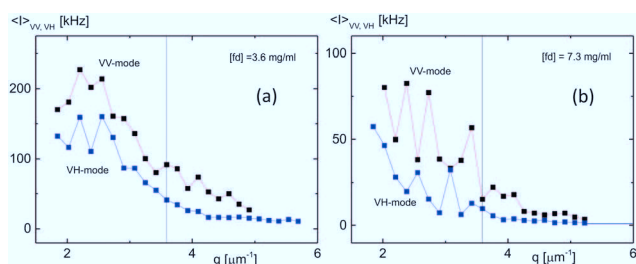 <I>VV, VH [kHz]
[fd] =3.6 mg/ml
VV-mode
(a)
VH-mode
200
100
0
2
4
q [µm-1]
6
<I>VV, VH [kHz]
[fd] = 7.3 mg/ml
VV-mode
(b)
VH-mode
100
50
0
2
4
q [µm-1]
6